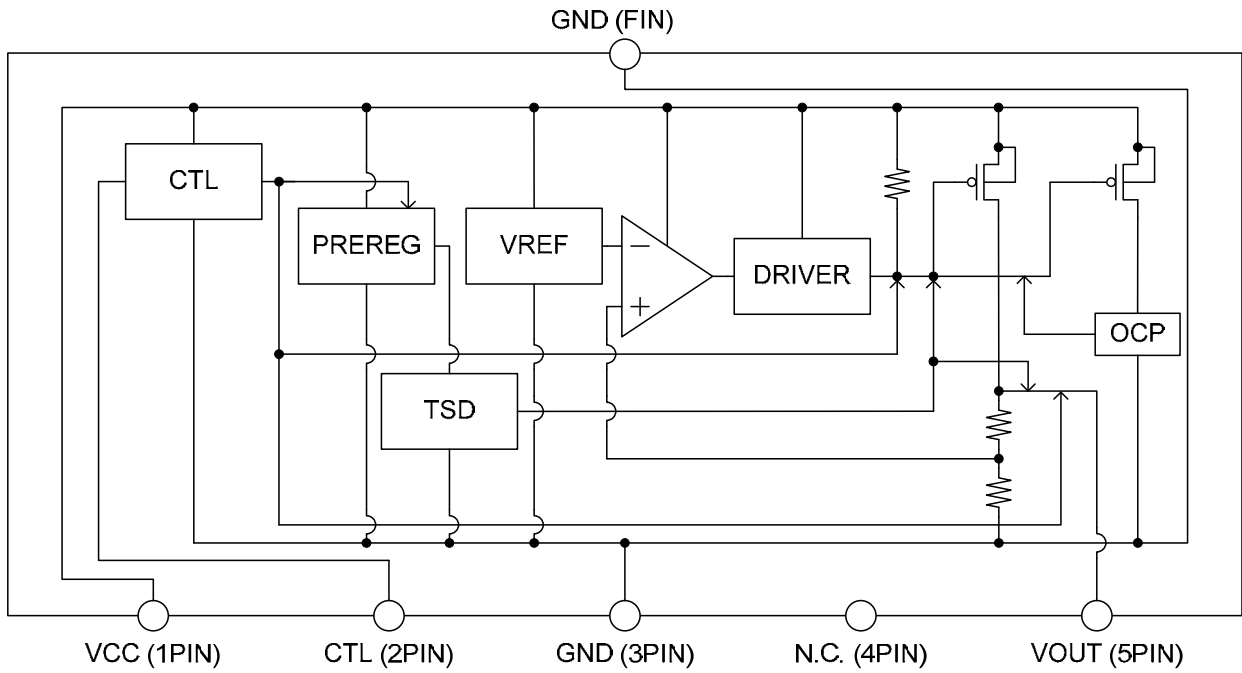 GND (FIN)
CTL
PREREG
VREF
−
+
DRIVER
OCP
TSD
VCC (1PIN)
CTL (2PIN)
GND (3PIN)
N.C. (4PIN)
VOUT (5PIN)